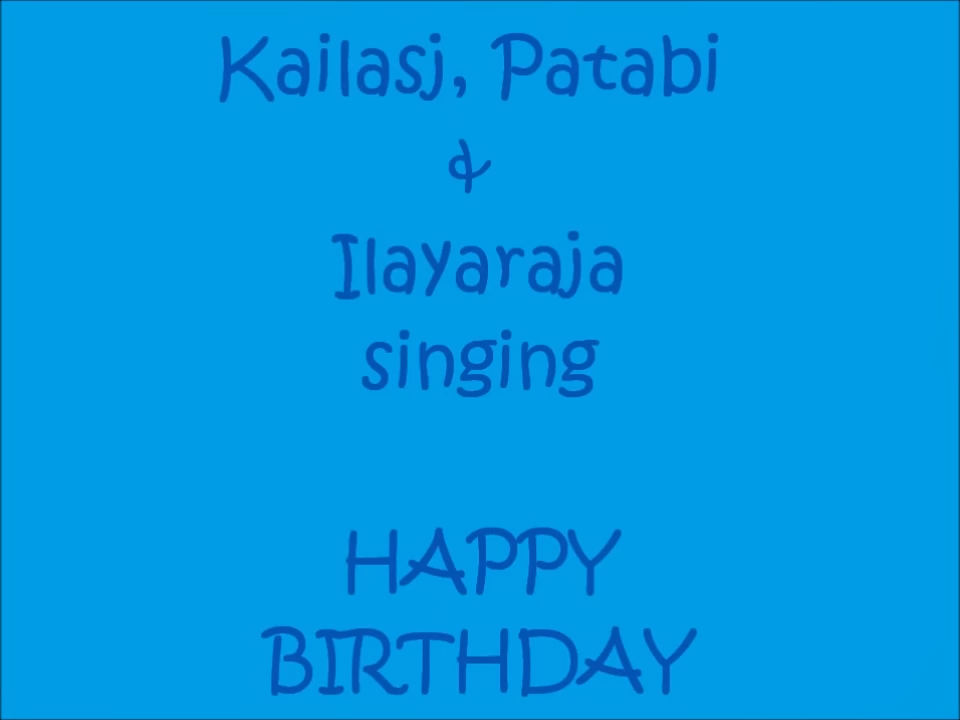 Kailasj, Patabi
&
Ilayaraja
singing
HAPPY
BIRTHDAY